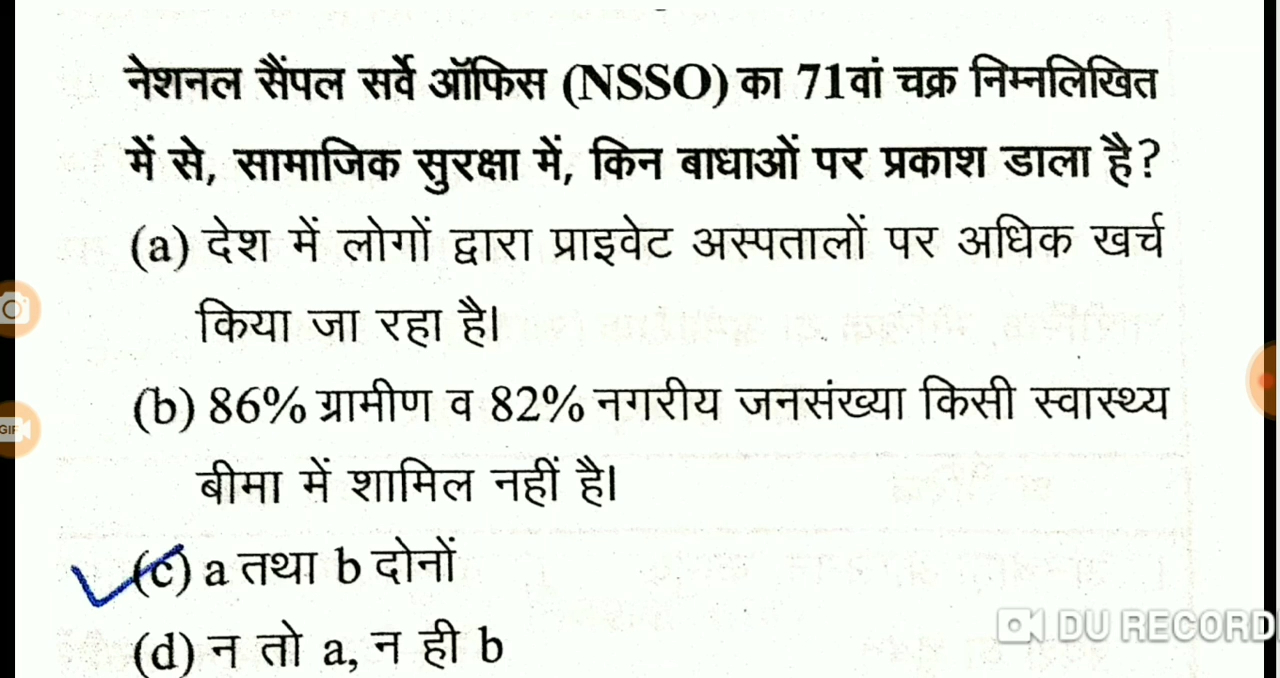 नेशनल सैंपल सर्वे ऑफिस (NSSO) का 71वां चक्र निम्नलिखित
में से, सामाजिक सुरक्षा में, किन बाधाओं पर प्रकाश डाला है?
(a) देश में लोगों द्वारा प्राइवेट अस्पतालों पर अधिक खर्च
किया जा रहा है।
(b) 86% ग्रामीण व 82% नगरीय जनसंख्या किसी स्वास्थ्य
बीमा में शामिल नहीं है।
(c) a तथा b दोनों
(d) न तो a, न ही b
GIF
DU RECORD